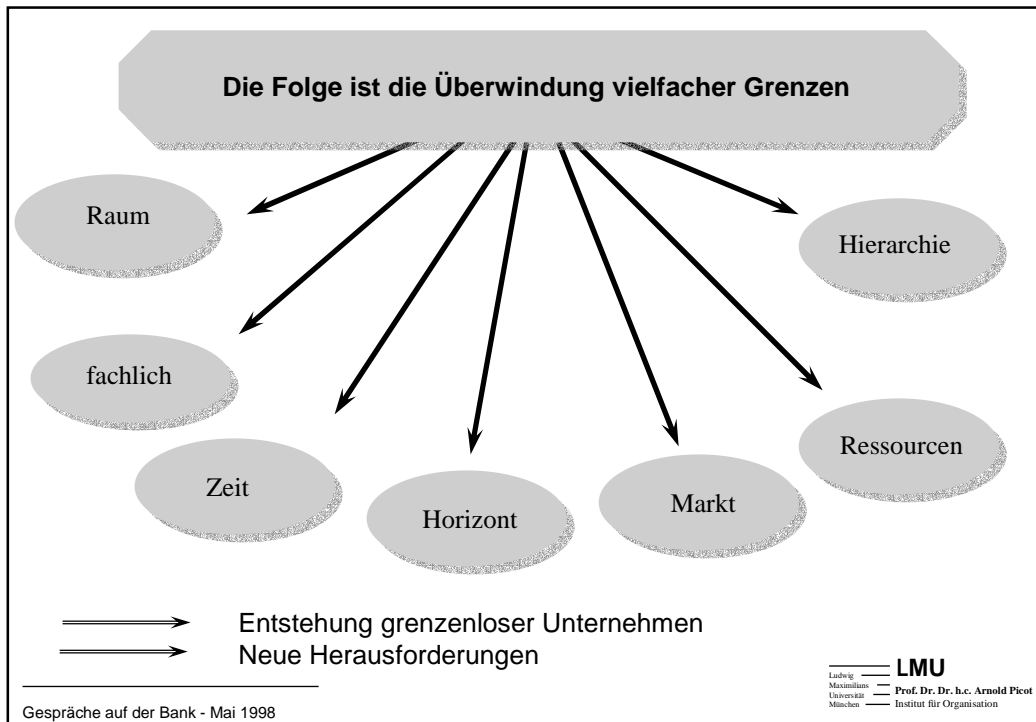 Die Folge ist die Überwindung vielfacher Grenzen
Raum
Hierarchie
fachlich
Ressourcen
Zeit
Horizont
Markt
Entstehung grenzenloser Unternehmen
Neue Herausforderungen
Gespräche auf der Bank - Mai 1998
Ludwig
Maximilians
Universität
München
LMU
Prof. Dr. Dr. h.c. Arnold Picot
Institut für Organisation